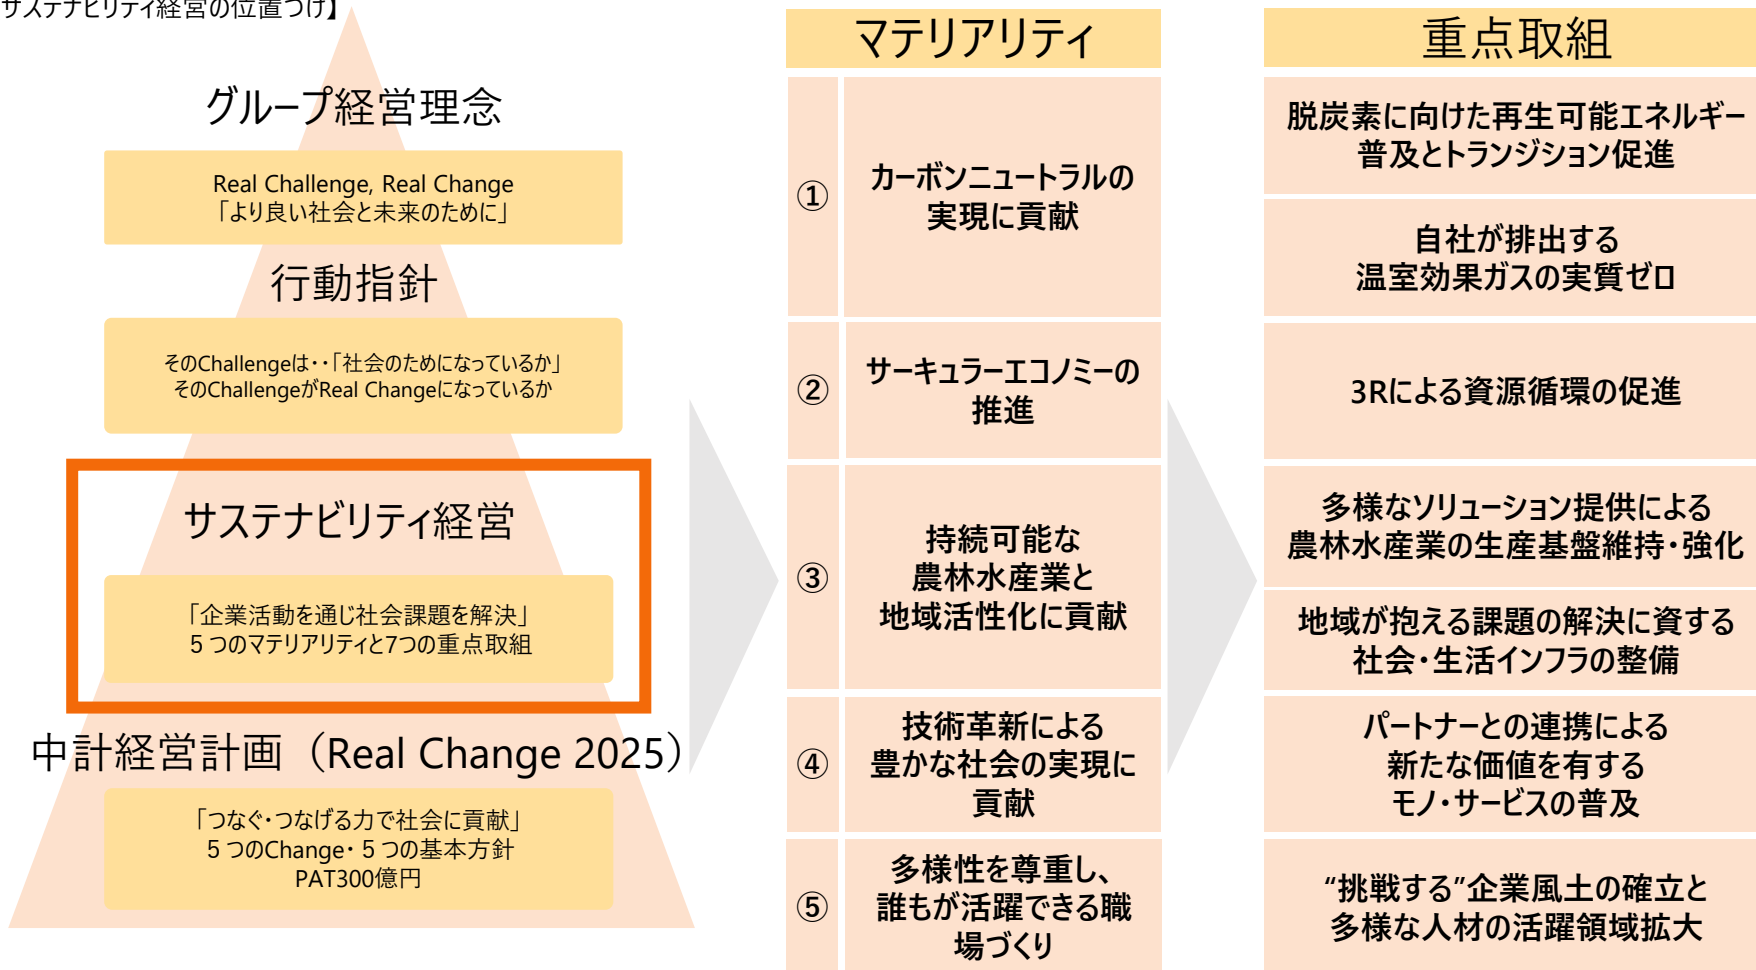 サステナビリティ経営の位置づけ】
グループ経営理念
Real Challenge, Real Change
「より良い社会と未来のために」
行動指針
そのChallengeは・・「社会のためになっているか」
そのChallengeがReal Changeになっているか
サステナビリティ経営
「企業活動を通じ社会課題を解決」
５つのマテリアリティと7つの重点取組
中計経営計画（Real Change 2025）
「つなぐ・つなげる力で社会に貢献」
５つのChange・５つの基本方針
PAT300億円
マテリアリティ
①
カーボンニュートラルの
実現に貢献
②
サーキュラーエコノミーの
推進
③
持続可能な
農林水産業と
地域活性化に貢献
④
技術革新による
豊かな社会の実現に
貢献
⑤
多様性を尊重し、
誰もが活躍できる職
場づくり
重点取組
脱炭素に向けた再生可能エネルギー
普及とトランジション促進
自社が排出する
温室効果ガスの実質ゼロ
3Rによる資源循環の促進
多様なソリューション提供による
農林水産業の生産基盤維持・強化
地域が抱える課題の解決に資する
社会・生活インフラの整備
パートナーとの連携による
新たな価値を有する
モノ・サービスの普及
“挑戦する”企業風土の確立と
多様な人材の活躍領域拡大